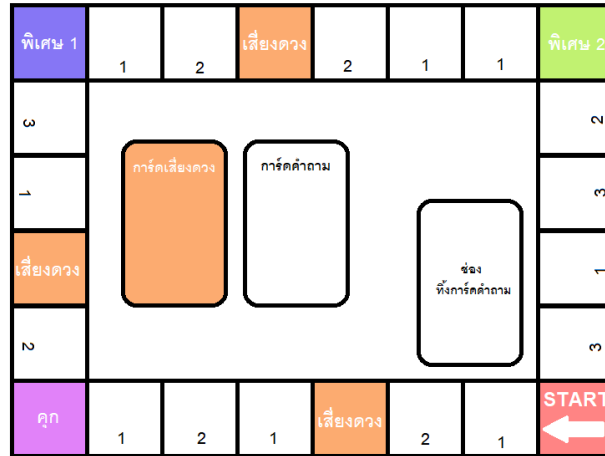 พิเศษ 1
1
2
เสี่ยงดวง
2
1
1
พิเศษ 2
3
2
การ์ดเสี่ยงดวง
การ์ดคำถาม
1
3
เสี่ยงดวง
ช่อง
ทิ้งการ์ดคำถาม
1
2
3
คุก
1
2
1
เสี่ยงดวง
2
1
START